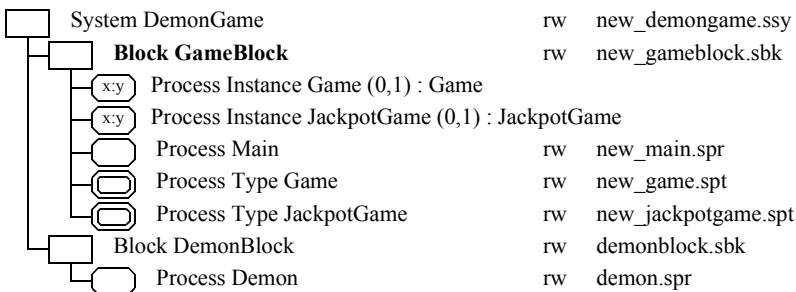 System DemonGame rw new_demongame.ssy
Block GameBlock rw new_gameblock.sbk
x:y Process Instance Game (0,1) : Game
x:y Process Instance JackpotGame (0,1) : JackpotGame
Process Main rw new_main.spr
Process Type Game rw new_game.spt
Process Type JackpotGame rw new_jackpotgame.spt
Block DemonBlock rw demonblock.sbk
Process Demon rw demon.spr